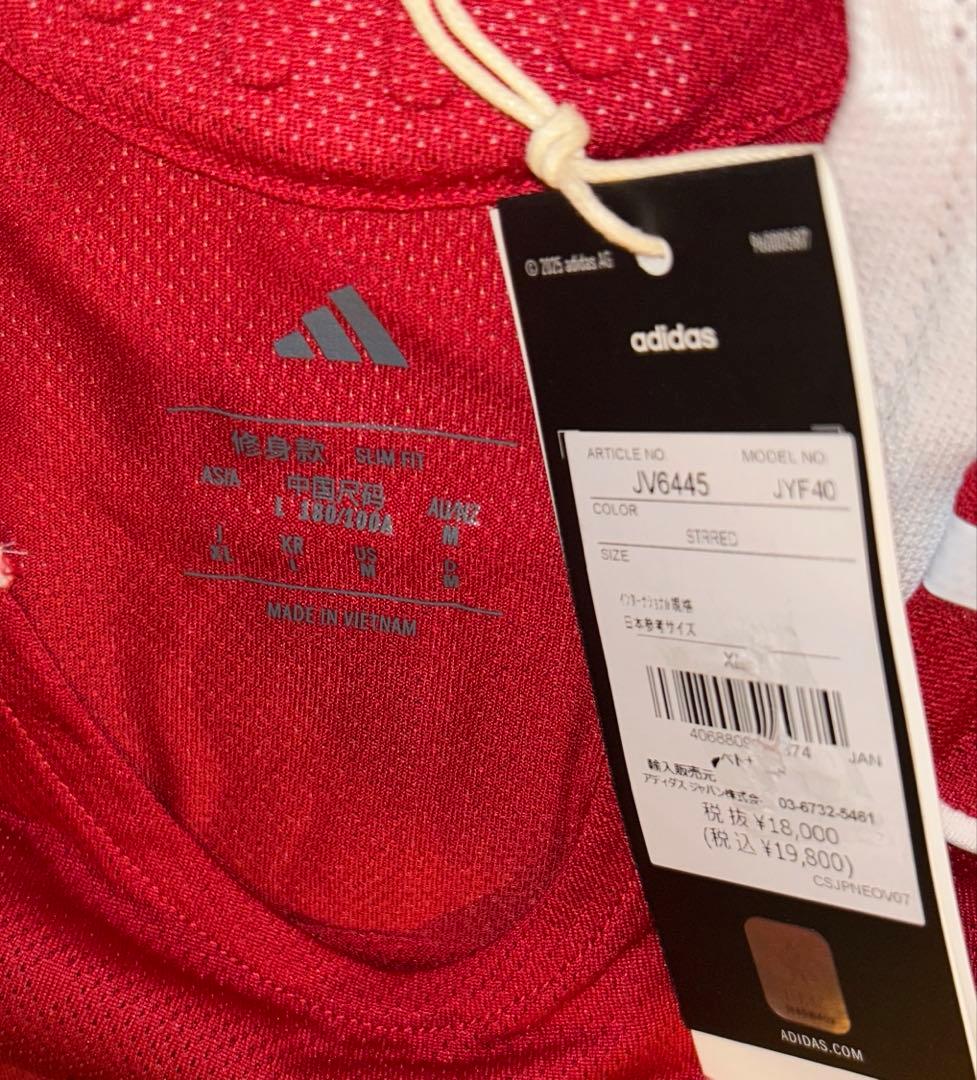 修身款 SLIM FIT
ASIA 中国尺码 AU/NZ
L 180/100A M
J KR US C
XL L M M
MADE IN VIETNAM
© 2025 adidas AG
adidas
ARTICLE NO. MODEL NO.
JV6445 JYF40
COLOR
STRRED
SIZE
インターナショナル規格
日本参考サイズ
XL
JAN
輸入販売元
アディダス ジャパン株式会 03-6732-5461
税抜 ¥18,000
(税込 ¥19,800)
CSJPNEOV07
ADIDAS.COM